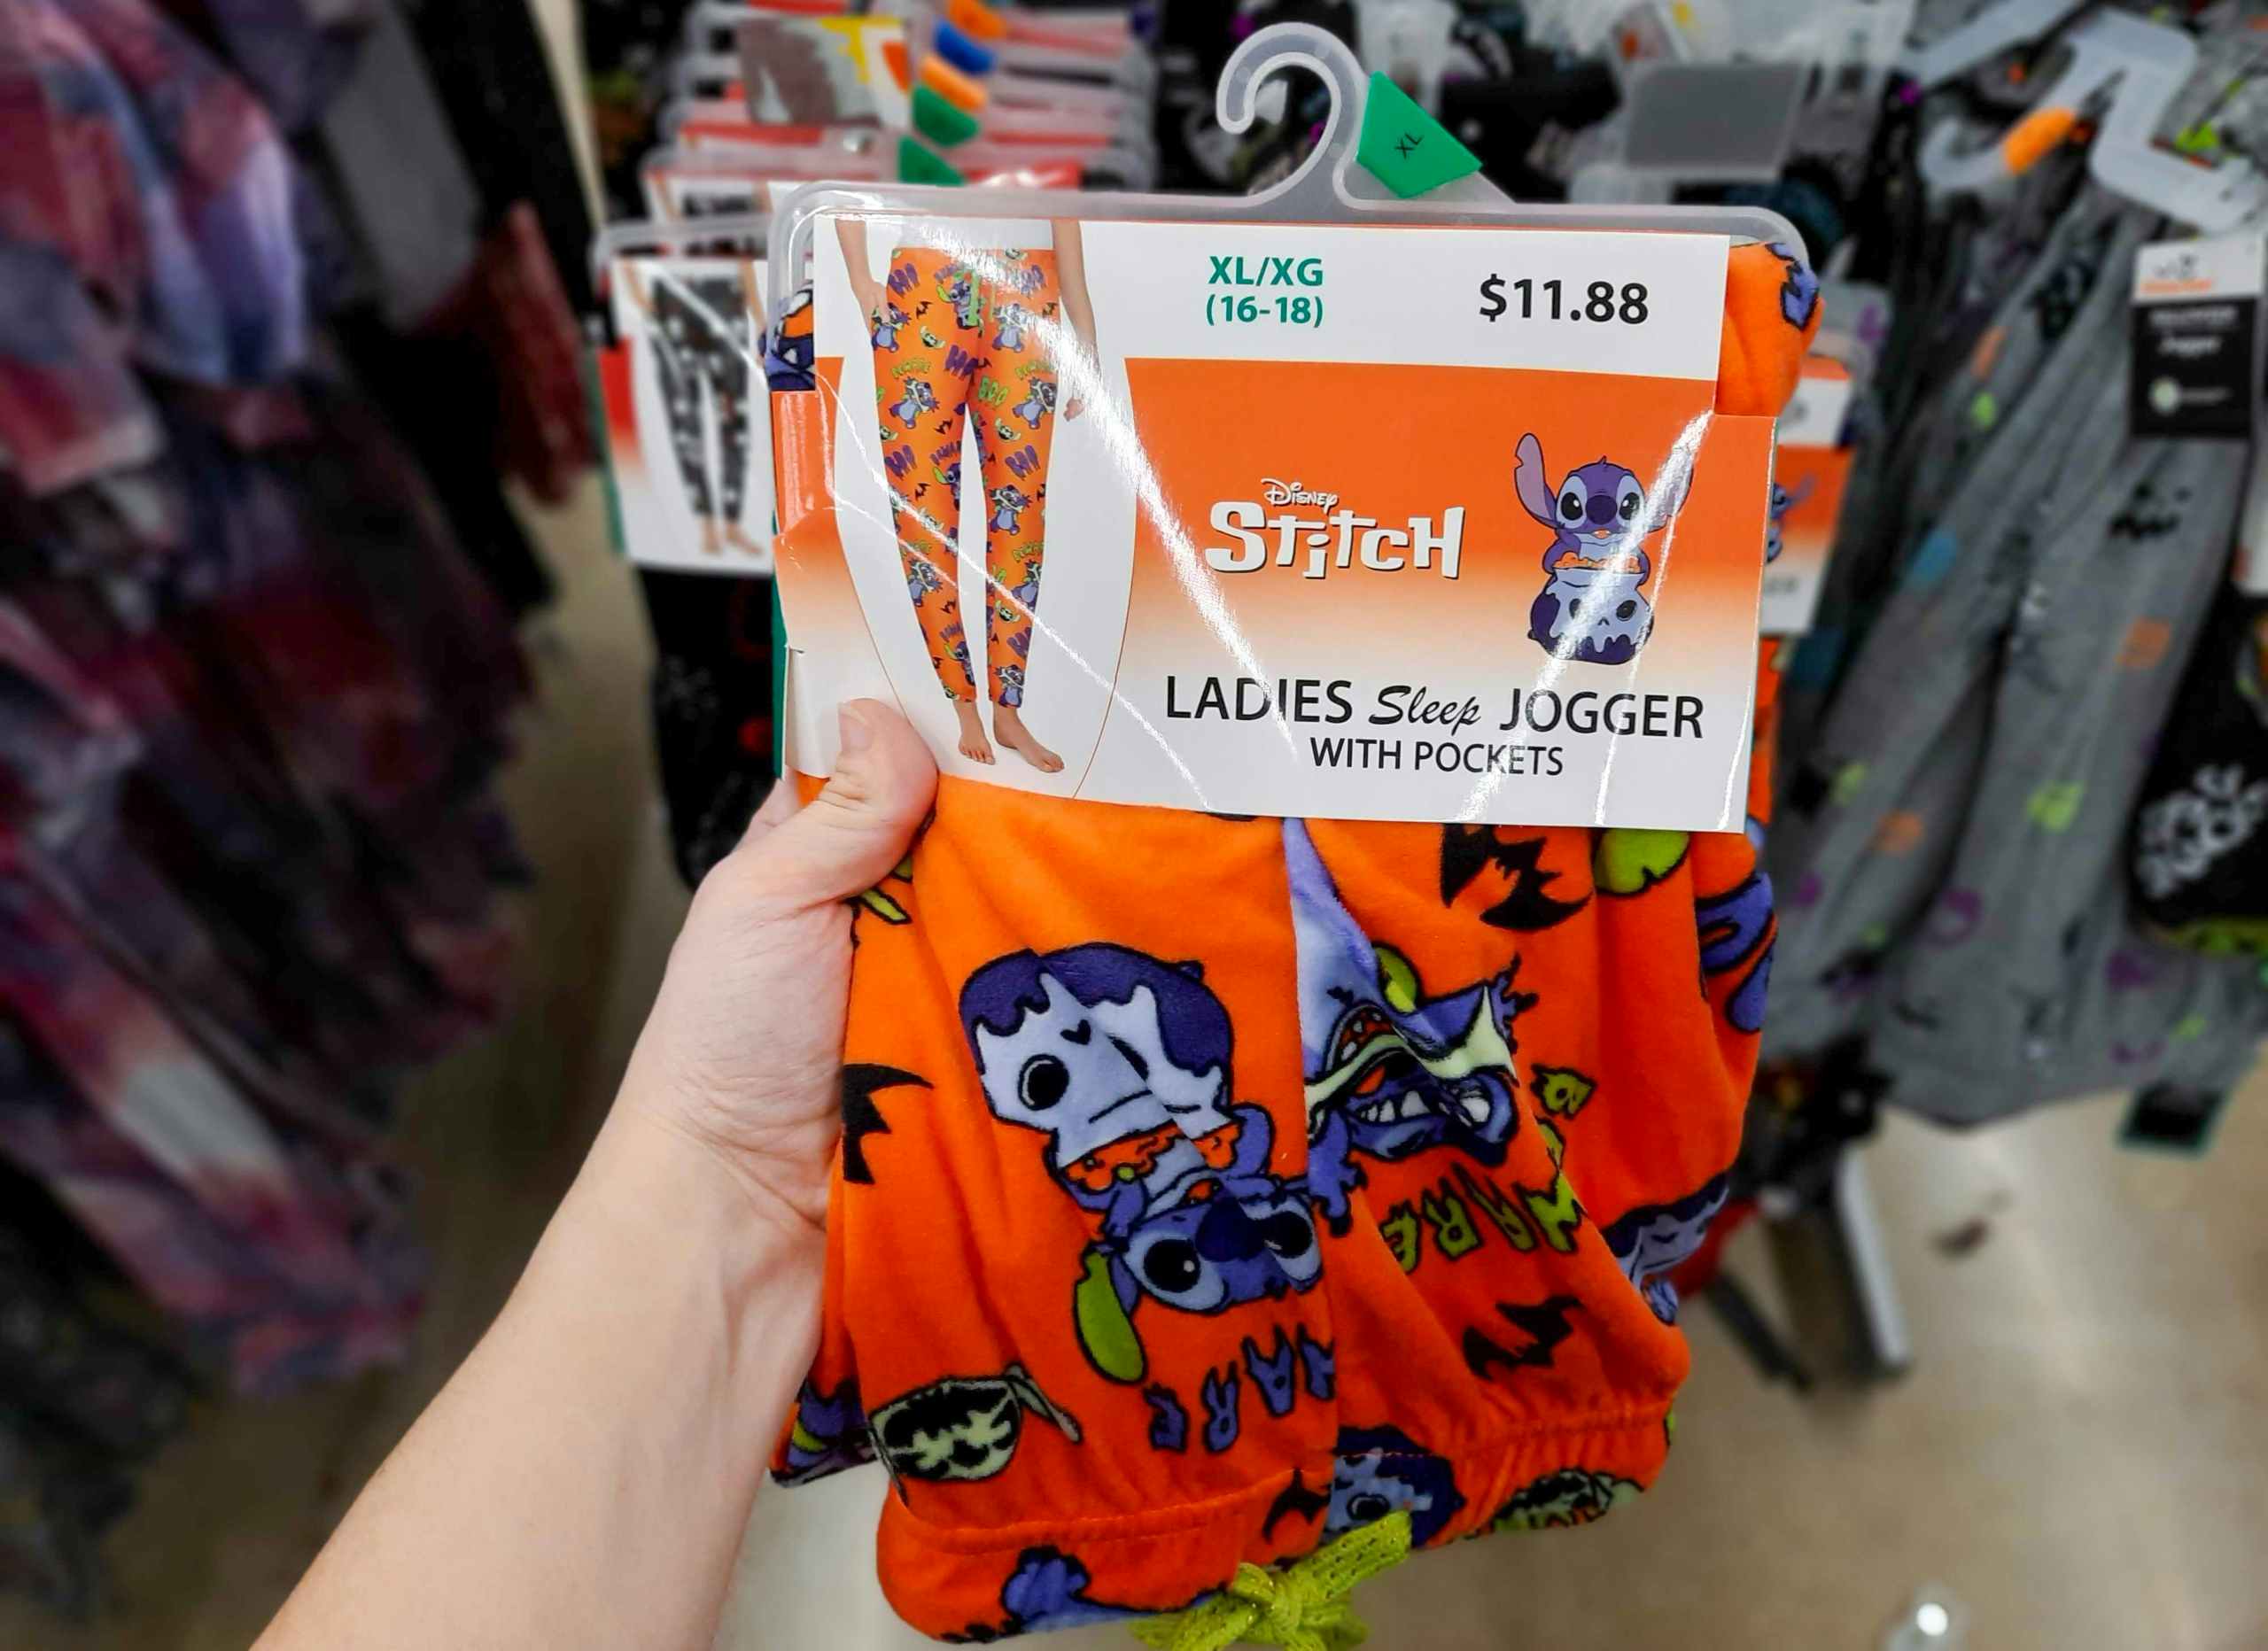 XL
XL/XG
(16-18)
$11.88
DISNEY
STiTCH
LADIES Sleep JOGGER
WITH POCKETS